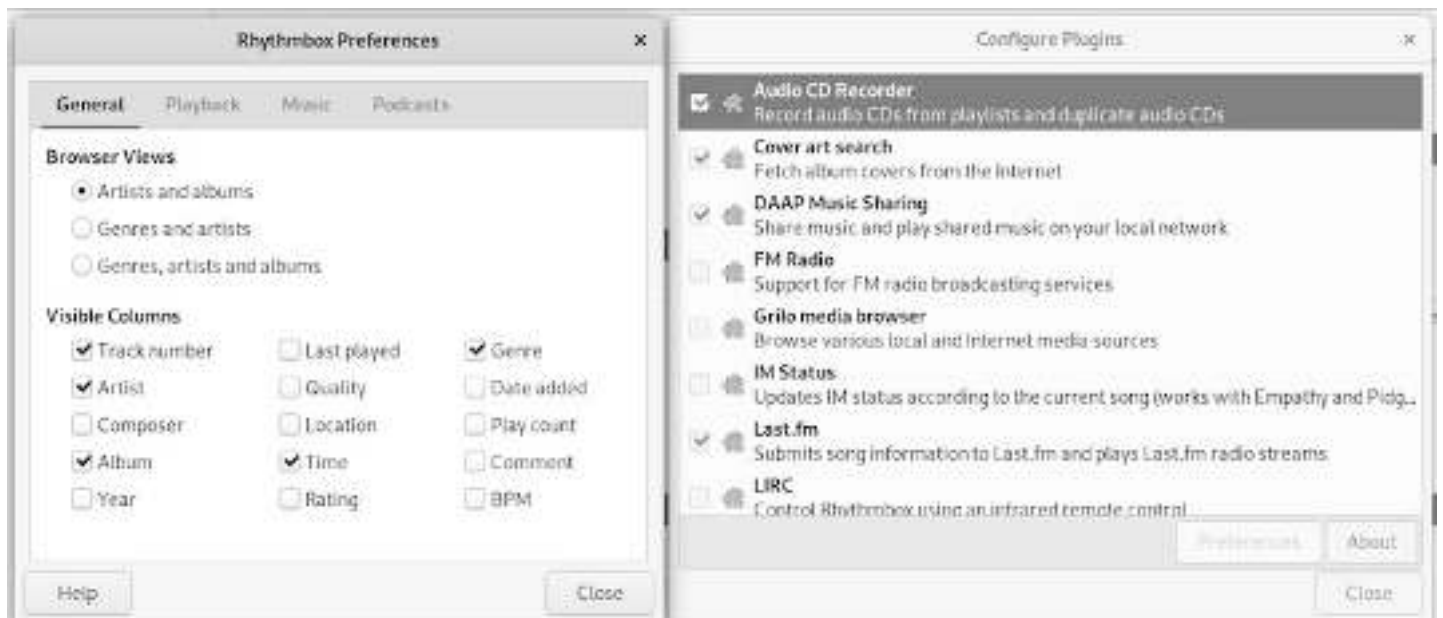 Rhythmbox Preferences
General Playback Music Podcasts
Browser Views
Artists and albums
Genres and artists
Genres, artists and albums
Visible Columns
Track number Last played Genre
Artist Quality Date added
Composer Location Play count
Album Time Comment
Year Rating BPM
Help Close
Configure Plugins
Audio CD Recorder
Record audio CDs from playlists and duplicate audio CDs
Cover art search
Fetch album covers from the Internet
DAAP Music Sharing
Share music and play shared music on your local network
FM Radio
Support for FM radio broadcasting services
Grilo media browser
Browse various local and Internet media sources
IM Status
Updates IM status according to the current song (works with Empathy and Pidg...
Last.fm
Submits song information to Last.fm and plays Last.fm radio streams
LIRC
Control Rhythmbox using an infrared remote control
Preferences About
Close